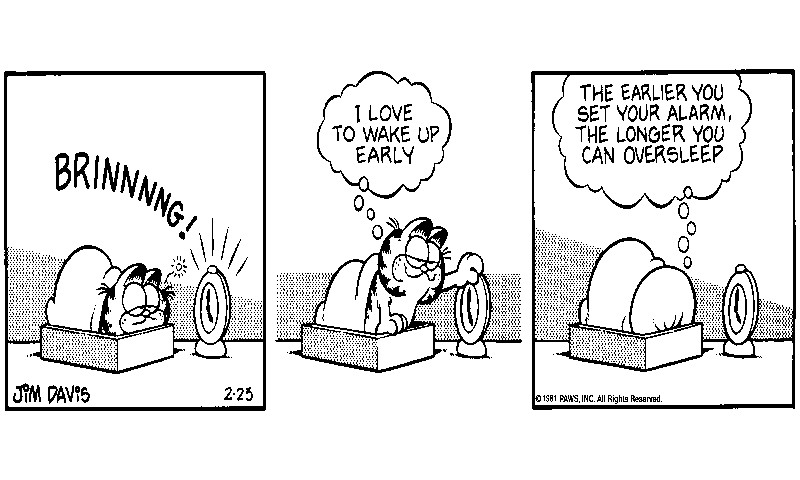 BRINNNNG!
JIM DAVIS
2-23
I LOVE
TO WAKE UP
EARLY
THE EARLIER YOU
SET YOUR ALARM,
THE LONGER YOU
CAN OVERSLEEP
© 1981 PAWS, INC. All Rights Reserved.